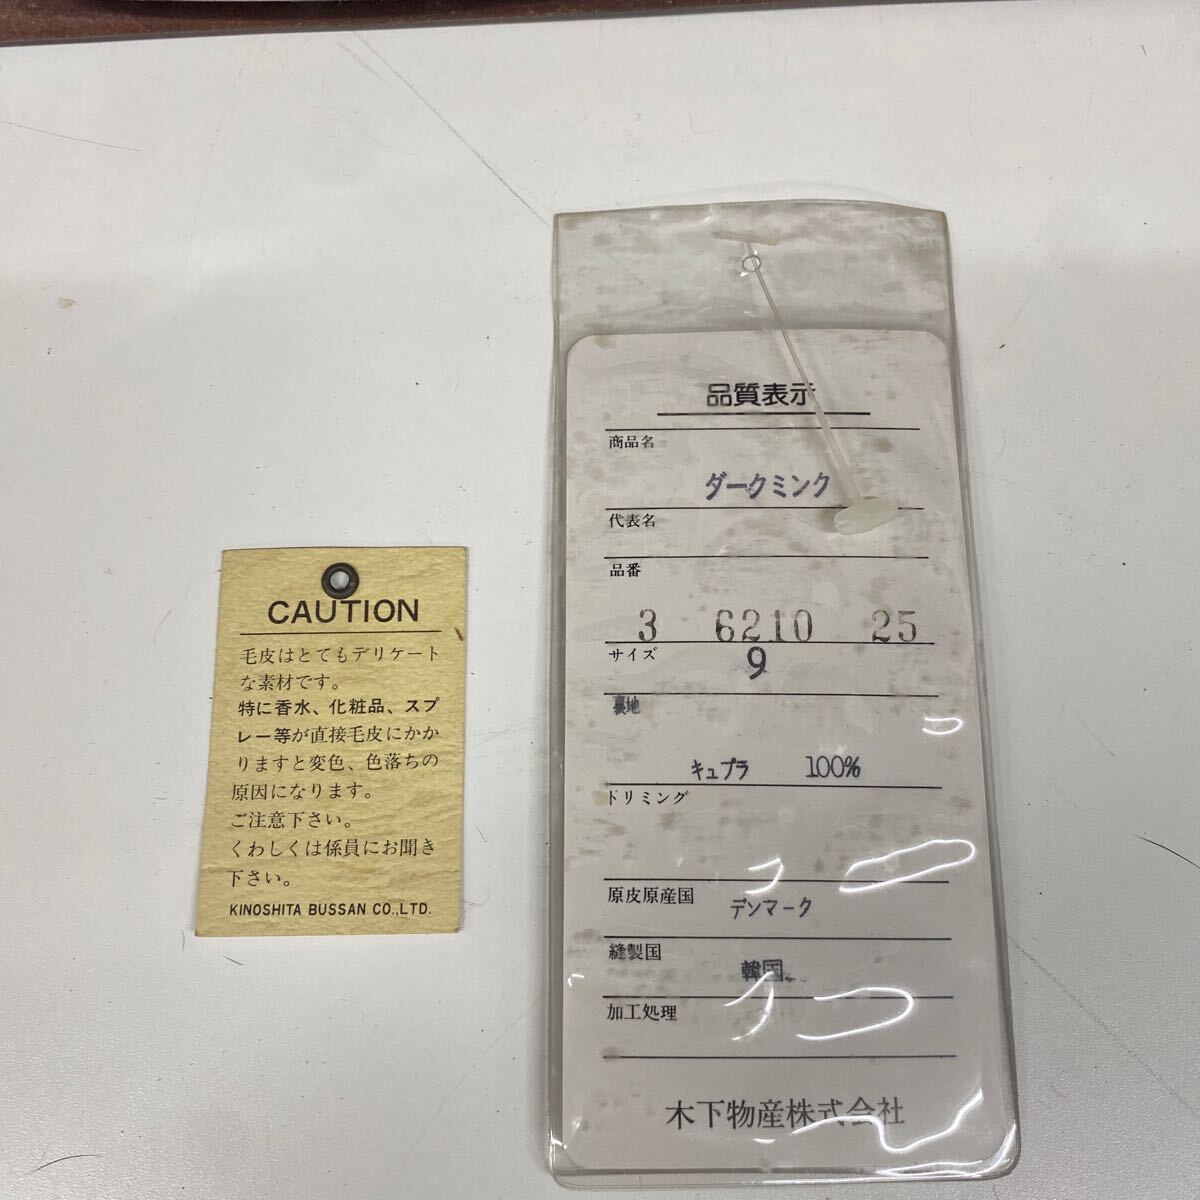 CAUTION
毛皮はとてもデリケート
な素材です。
特に香水、化粧品、スプ
レー等が直接毛皮にかか
りますと変色、色落ちの
原因になります。
ご注意下さい。
くわしくは係員にお聞き
下さい。
KINOSHITA BUSSAN CO.,LTD.
品質表示
商品名
ダークミンク
代表名
品番
3 6210 25
サイズ 9
裏地
キュプラ 100%
トリミング
原皮原産国 デンマーク
縫製国 韓国
加工処理
木下物産株式会社